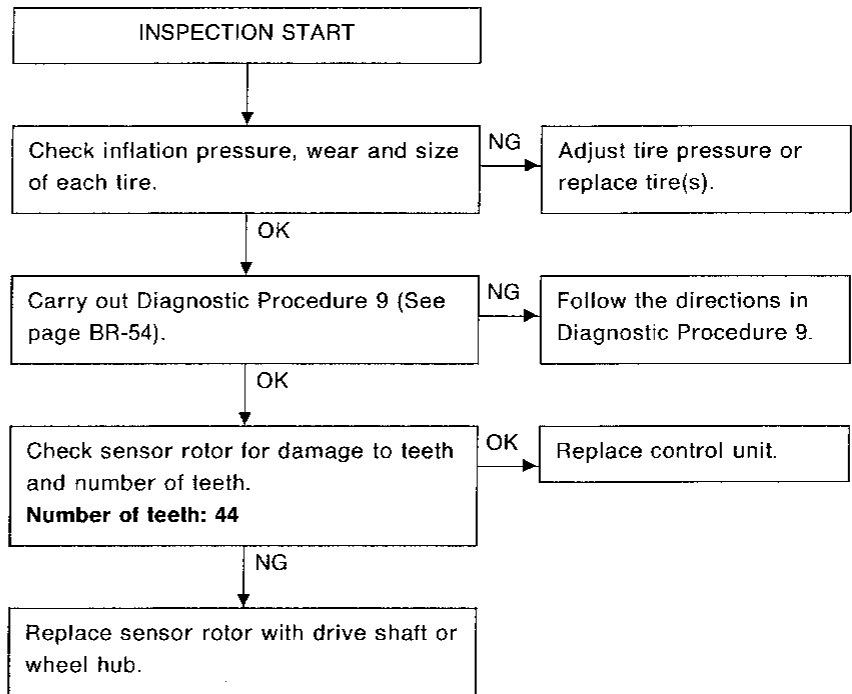 INSPECTION START
Check inflation pressure, wear and size
of each tire.
NG
Adjust tire pressure or
replace tire(s).
OK
Carry out Diagnostic Procedure 9 (See
page BR-54).
NG
Follow the directions in
Diagnostic Procedure 9.
OK
Check sensor rotor for damage to teeth
and number of teeth.
Number of teeth: 44
OK
Replace control unit.
NG
Replace sensor rotor with drive shaft or
wheel hub.